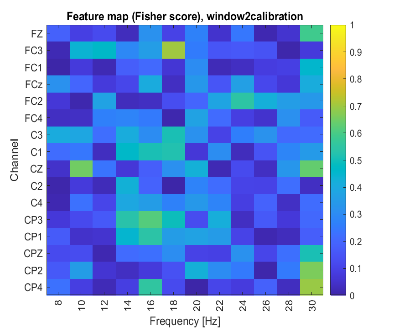 Feature map (Fisher score), window2calibration
Channel
FZ
FC3
FC1
FCz
FC2
FC4
C3
C1
CZ
C2
C4
CP3
CP1
CPZ
CP2
CP4
8 10 12 14 16 18 20 22 24 26 28 30
Frequency [Hz]
1
0.9
0.8
0.7
0.6
0.5
0.4
0.3
0.2
0.1
0